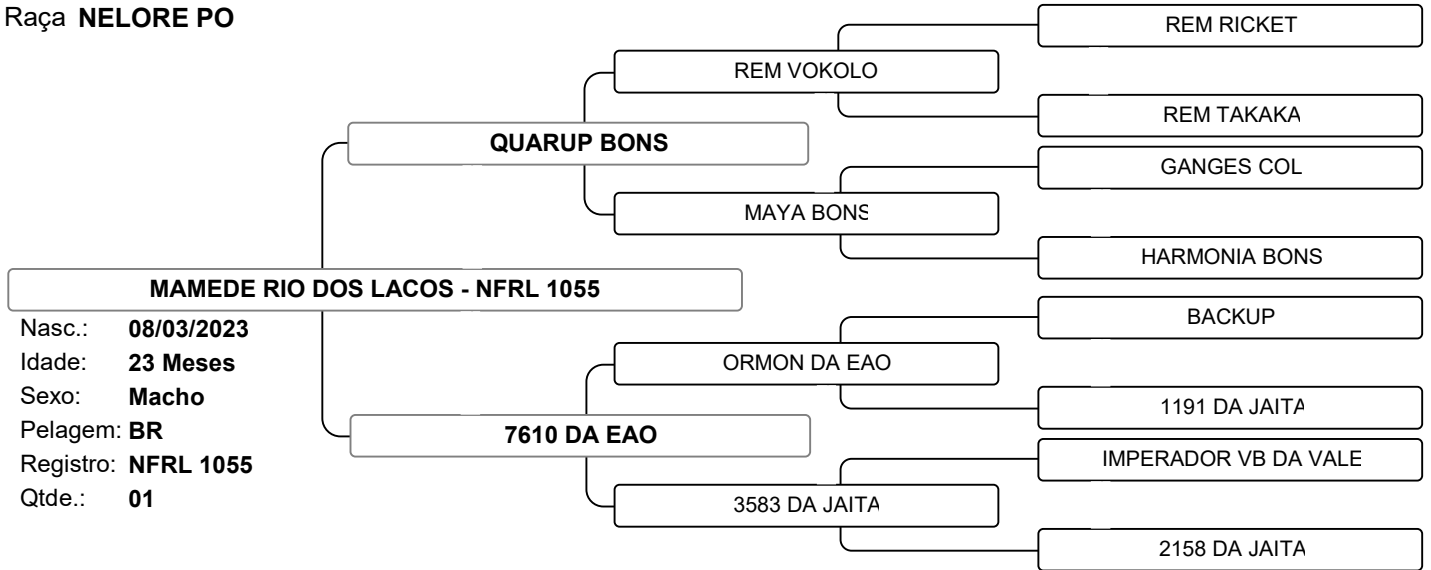 Raça NELORE PO
REM RICKET
REM VOKOLO
REM TAKAKA
QUARUP BONS
GANGES COL
MAYA BONS
HARMONIA BONS
MAMEDE RIO DOS LACOS - NFRL 1055
Nasc.: 08/03/2023
Idade: 23 Meses
Sexo: Macho
Pelagem: BR
Registro: NFRL 1055
Qtde.: 01
BACKUP
ORMON DA EAO
1191 DA JAITA
7610 DA EAO
IMPERADOR VB DA VALE
3583 DA JAITA
2158 DA JAITA